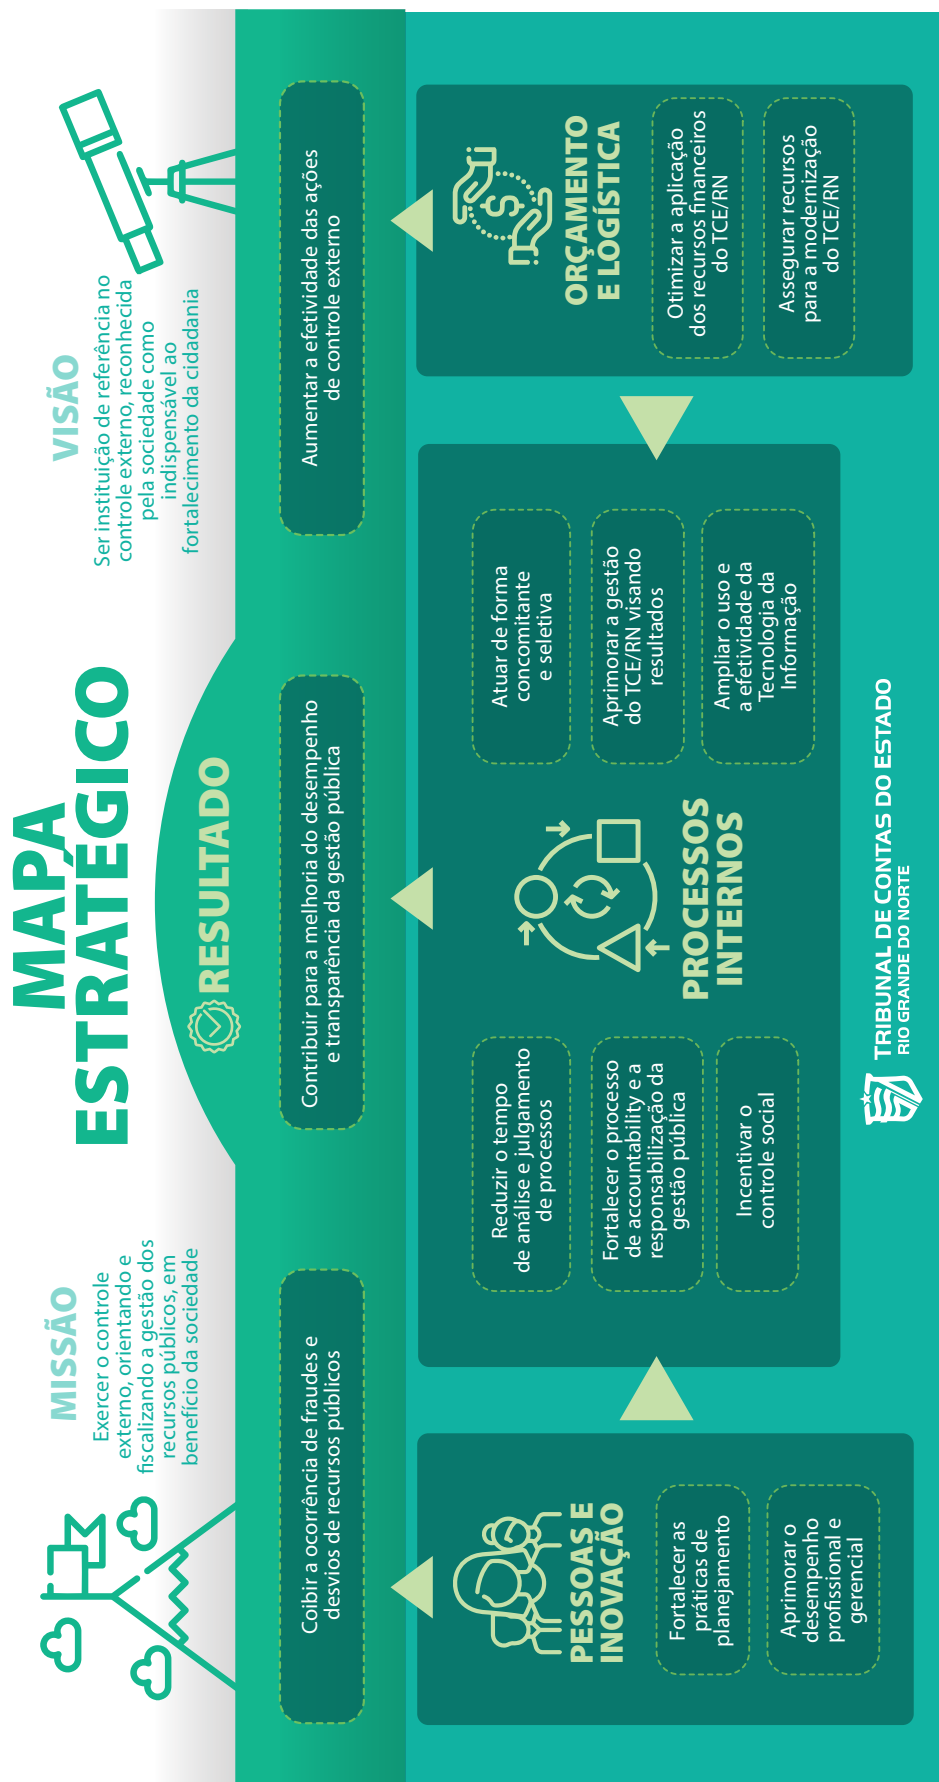 MAPA
ESTRATÉGICO
MISSÃO
Exercer o controle
externo, orientando e
fiscalizando a gestão dos
recursos públicos, em
benefício da sociedade
VISÃO
Ser instituição de referência no
controle externo, reconhecida
pela sociedade como
indispensável ao
fortalecimento da cidadania
RESULTADO
Coibir a ocorrência de fraudes e
desvios de recursos públicos
Contribuir para a melhoria do desempenho
e transparência da gestão pública
Aumentar a efetividade das ações
de controle externo
PESSOAS E
INOVAÇÃO
Fortalecer as
práticas de
planejamento
Aprimorar o
desempenho
profissional e
gerencial
Reduzir o tempo
de análise e julgamento
de processos
Fortalecer o processo
de accountability e a
responsabilização da
gestão pública
Incentivar o
controle social
PROCESSOS
INTERNOS
Atuar de forma
concomitante
e seletiva
Aprimorar a gestão
do TCE/RN visando
resultados
Ampliar o uso e
a efetividade da
Tecnologia da
Informação
$
ORÇAMENTO
E LOGÍSTICA
Otimizar a aplicação
dos recursos financeiros
do TCE/RN
Assegurar recursos
para a modernização
do TCE/RN
TRIBUNAL DE CONTAS DO ESTADO
RIO GRANDE DO NORTE